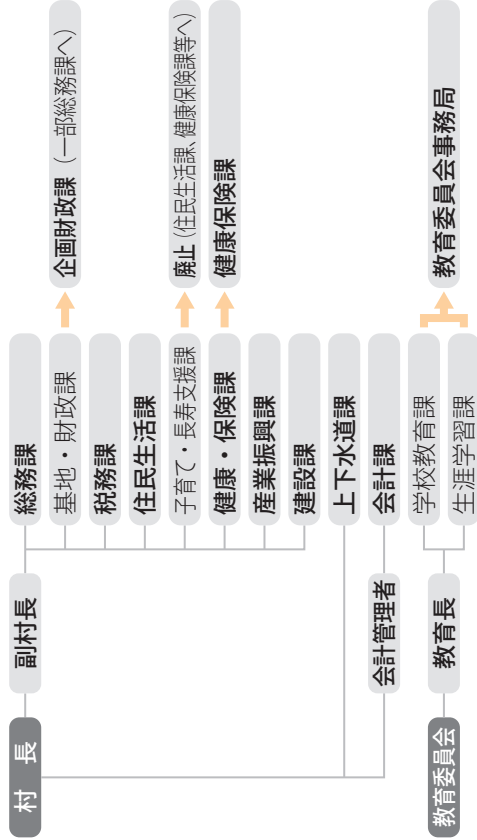 村　長
副村長
総務課
基地・財政課
企画財政課（一部総務課へ）
税務課
住民生活課
子育て・長寿支援課
廃止（住民生活課、健康保険課等へ）
健康・保険課
健康保険課
産業振興課
建設課
上下水道課
会計管理者
会計課
教育委員会
教育長
学校教育課
生涯学習課
教育委員会事務局